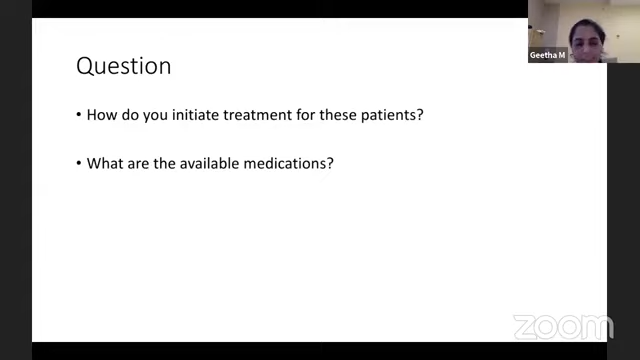 Geetha M
Question
• How do you initiate treatment for these patients?
• What are the available medications?
zoom